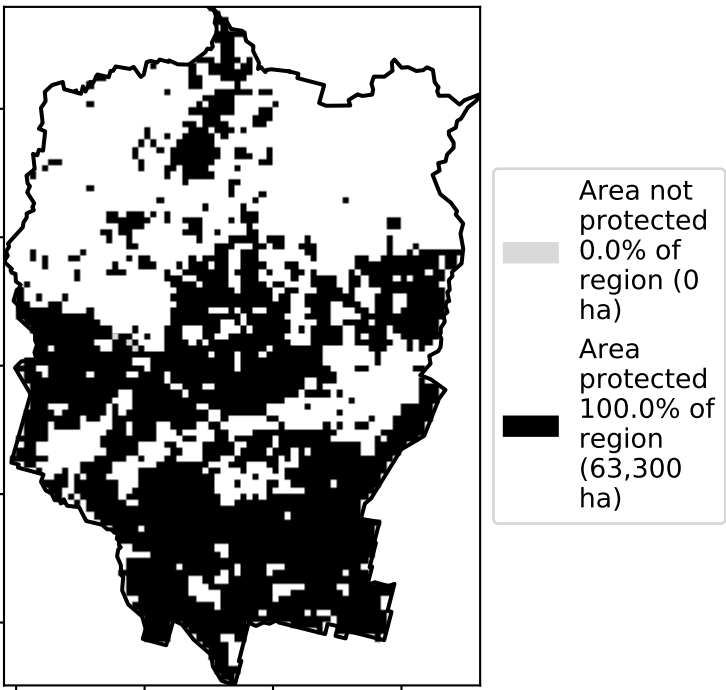 Area not
protected
0.0% of
region (0
ha)
Area
protected
100.0% of
region
(63,300
ha)